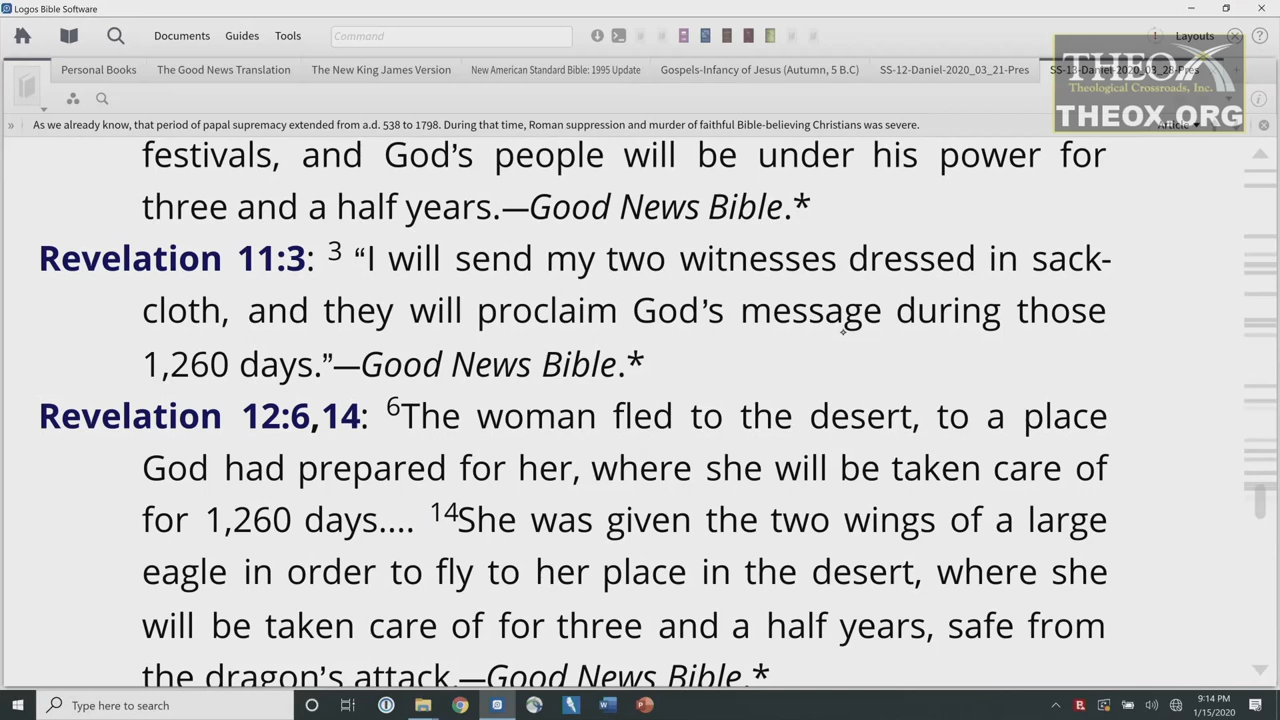 Logos Bible Software
Documents Guides Tools Command Layouts
Personal Books The Good News Translation The New New American Standard Bible: 1995 Update Gospels-Infancy of Jesus (Autumn, 5 B.C) SS-12-Daniel-2020_03_21-Pres SS-13-Daniel-2020_03_28-Pres
THEOX
Theological Crossroads, Inc.
THEOX.ORG
» As we already know, that period of papal supremacy extended from a.d. 538 to 1798. During that time, Roman suppression and murder of faithful Bible-believing Christians was severe. Article
festivals, and God's people will be under his power for
three and a half years.—Good News Bible.*
Revelation 11:3: 3 “I will send my two witnesses dressed in sack-
cloth, and they will proclaim God's message during those
1,260 days.”—Good News Bible.*
Revelation 12:6,14: 6The woman fled to the desert, to a place
God had prepared for her, where she will be taken care of
for 1,260 days.... 14She was given the two wings of a large
eagle in order to fly to her place in the desert, where she
will be taken care of for three and a half years, safe from
the dragon's attack.—Good News Bible.*
Type here to search
9:14 PM
1/15/2020